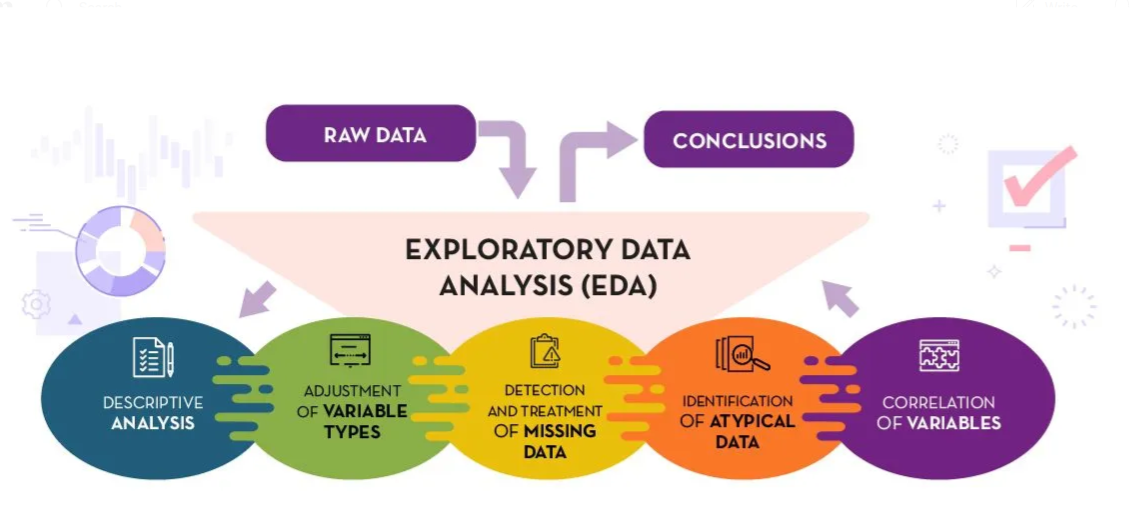 RAW DATA
CONCLUSIONS
EXPLORATORY DATA
ANALYSIS (EDA)
DESCRIPTIVE
ANALYSIS
ADJUSTMENT
OF VARIABLE
TYPES
DETECTION
AND TREATMENT
OF MISSING
DATA
IDENTIFICATION
OF ATYPICAL
DATA
CORRELATION
OF VARIABLES